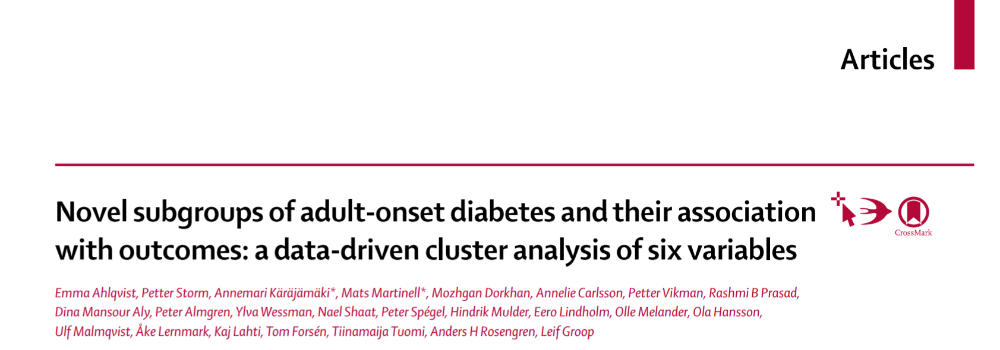 Articles
Novel subgroups of adult-onset diabetes and their association
with outcomes: a data-driven cluster analysis of six variables
CrossMark
Emma Ahlqvist, Petter Storm, Annemari Käräjämäki*, Mats Martinell*, Mozhgan Dorkhan, Annelie Carlsson, Petter Vikman, Rashmi B Prasad,
Dina Mansour Aly, Peter Almgren, Ylva Wessman, Nael Shaat, Peter Spégel, Hindrik Mulder, Eero Lindholm, Olle Melander, Ola Hansson,
Ulf Malmqvist, Åke Lernmark, Kaj Lahti, Tom Forsén, Tiinamaija Tuomi, Anders H Rosengren, Leif Groop